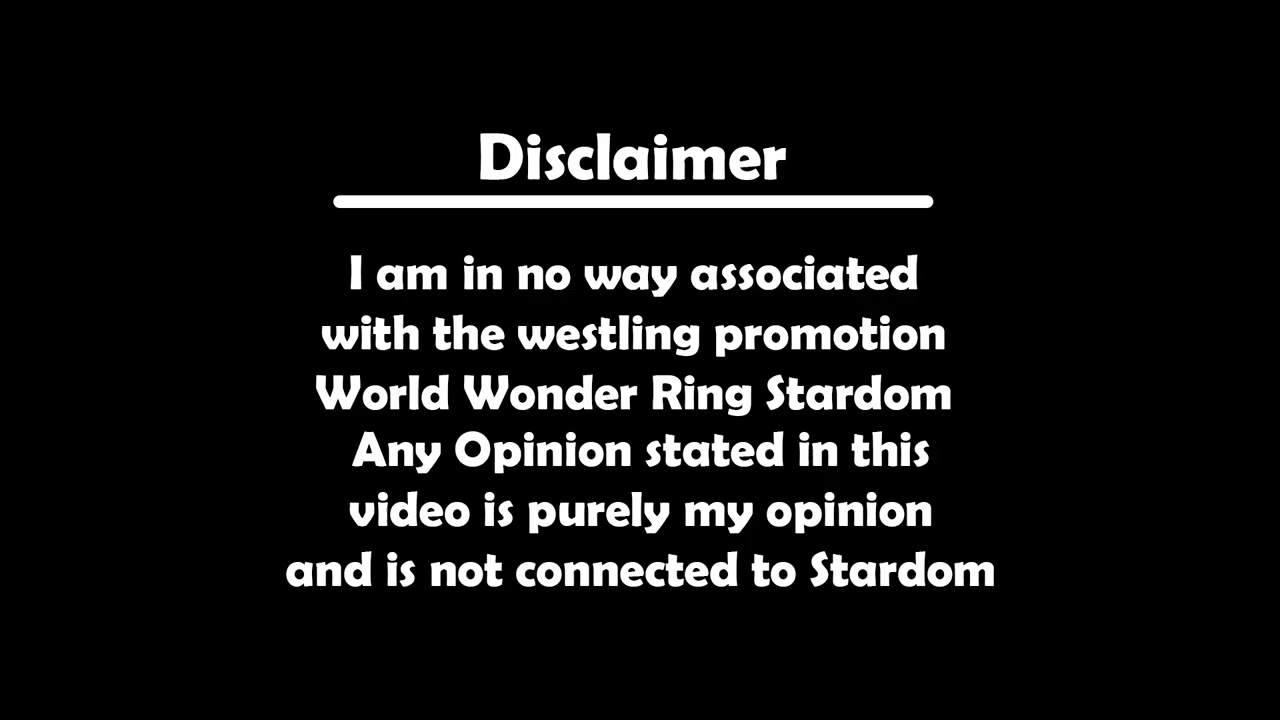 Disclaimer
I am in no way associated
with the westling promotion
World Wonder Ring Stardom
Any Opinion stated in this
video is purely my opinion
and is not connected to Stardom